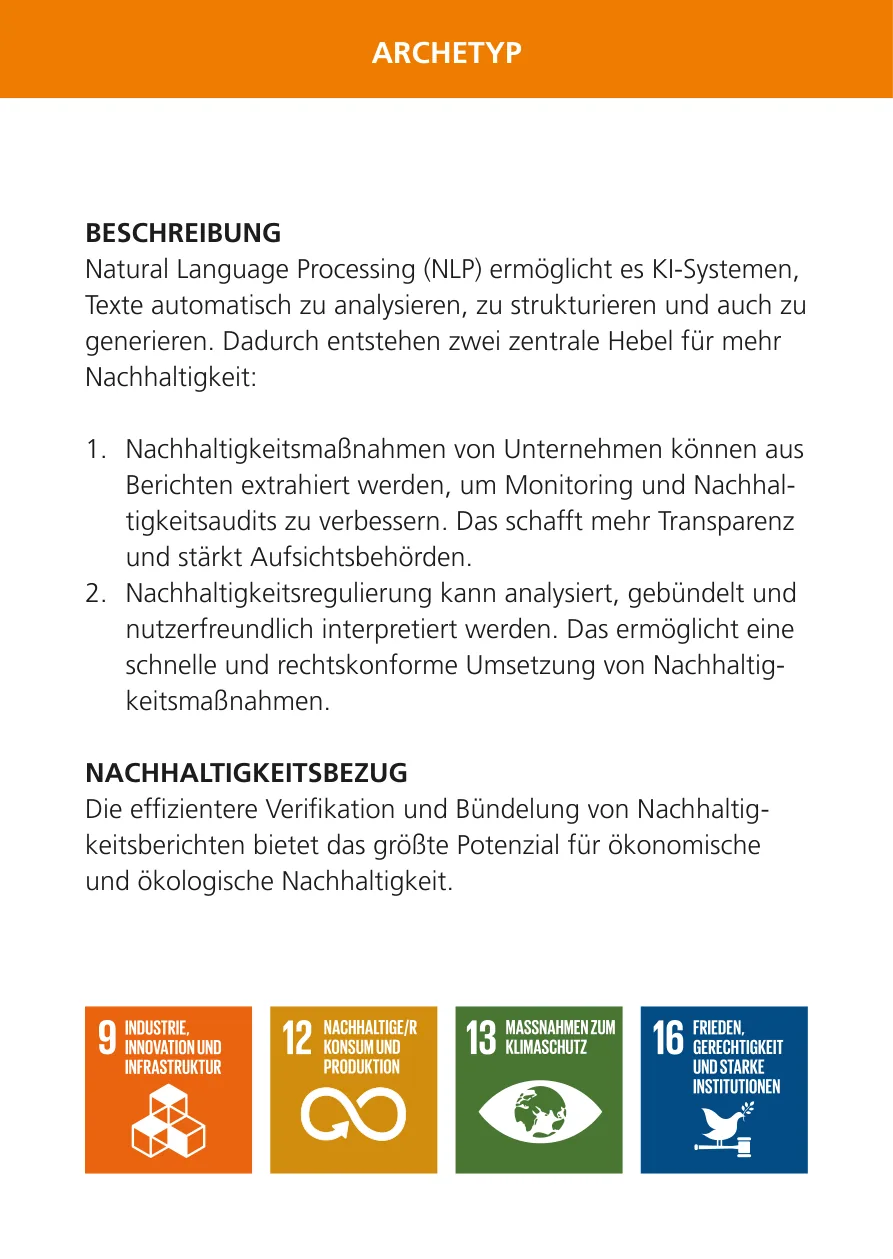 ARCHETYP
BESCHREIBUNG
Natural Language Processing (NLP) ermöglicht es KI-Systemen,
Texte automatisch zu analysieren, zu strukturieren und auch zu
generieren. Dadurch entstehen zwei zentrale Hebel für mehr
Nachhaltigkeit:
1. Nachhaltigkeitsmaßnahmen von Unternehmen können aus
Berichten extrahiert werden, um Monitoring und Nachhal-
tigkeitsaudits zu verbessern. Das schafft mehr Transparenz
und stärkt Aufsichtsbehörden.
2. Nachhaltigkeitsregulierung kann analysiert, gebündelt und
nutzerfreundlich interpretiert werden. Das ermöglicht eine
schnelle und rechtskonforme Umsetzung von Nachhaltig-
keitsmaßnahmen.
NACHHALTIGKEITSBEZUG
Die effizientere Verifikation und Bündelung von Nachhaltig-
keitsberichten bietet das größte Potenzial für ökonomische
und ökologische Nachhaltigkeit.
9 INDUSTRIE,
INNOVATION UND
INFRASTRUKTUR
12 NACHHALTIGE/R
KONSUM UND
PRODUKTION
13 MASSNAHMEN ZUM
KLIMASCHUTZ
16 FRIEDEN,
GERECHTIGKEIT
UND STARKE
INSTITUTIONEN